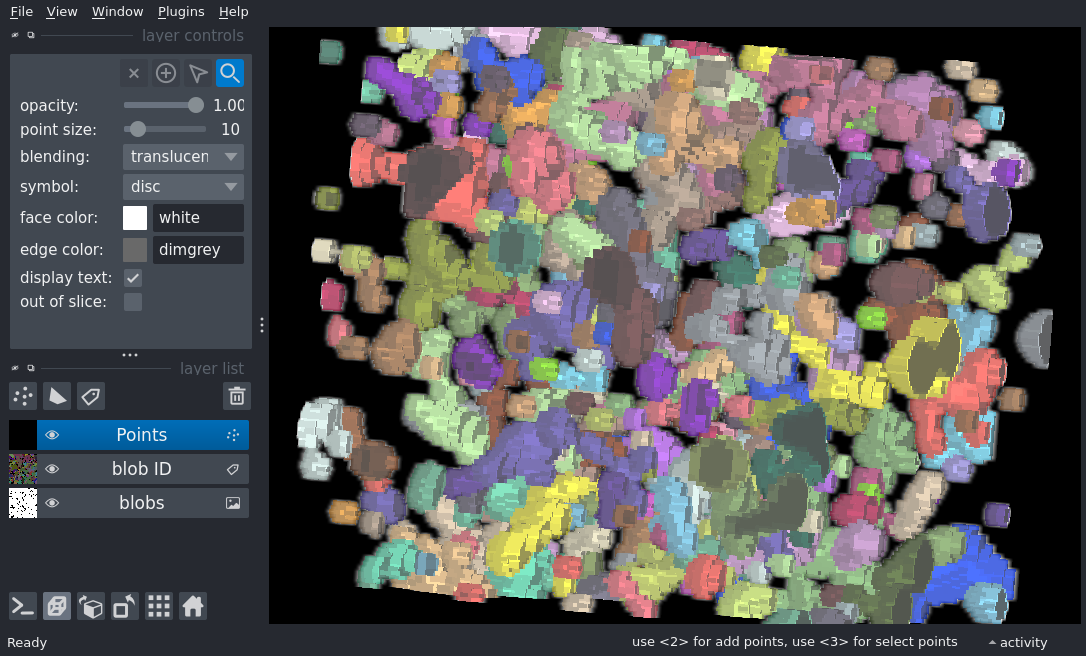 File View Window Plugins Help
layer controls
opacity: 1.00
point size: 10
blending: translucen
symbol: disc
face color: white
edge color: dimgrey
display text:
out of slice:
layer list
Points
blob ID
blobs
Ready
use <2> for add points, use <3> for select points
activity